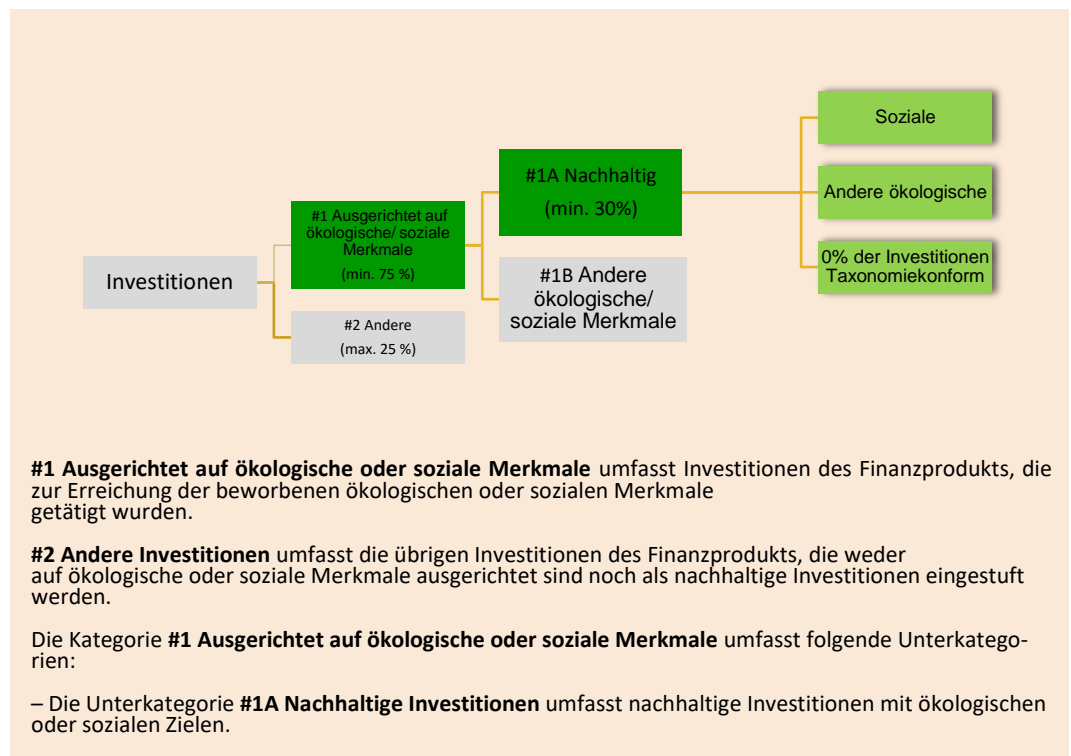 Soziale
#1A Nachhaltig
(min. 30%)
Andere ökologische
#1 Ausgerichtet auf
ökologische/ soziale
Merkmale
(min. 75 %)
0% der Investitionen
Taxonomiekonform
Investitionen
#1B Andere
ökologische/
soziale Merkmale
#2 Andere
(max. 25 %)
#1 Ausgerichtet auf ökologische oder soziale Merkmale umfasst Investitionen des Finanzprodukts, die
zur Erreichung der beworbenen ökologischen oder sozialen Merkmale
getätigt wurden.
#2 Andere Investitionen umfasst die übrigen Investitionen des Finanzprodukts, die weder
auf ökologische oder soziale Merkmale ausgerichtet sind noch als nachhaltige Investitionen eingestuft
werden.
Die Kategorie #1 Ausgerichtet auf ökologische oder soziale Merkmale umfasst folgende Unterkatego-
rien:
– Die Unterkategorie #1A Nachhaltige Investitionen umfasst nachhaltige Investitionen mit ökologischen
oder sozialen Zielen.